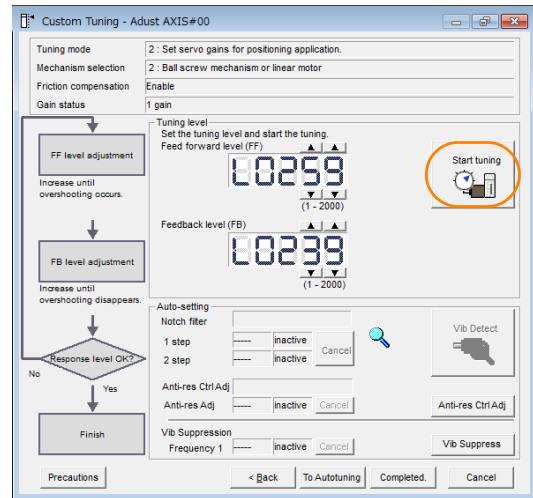 Custom Tuning - Adust AXIS#00
Tuning mode 2 : Set servo gains for positioning application.
Mechanism selection 2 : Ball screw mechanism or linear motor
Friction compensation Enable
Gain status 1 gain
FF level adjustment
Increase until
overshooting occurs.
FB level adjustment
Increase until
overshooting disappears.
Response level OK?
No
Yes
Finish
Tuning level
Set the tuning level and start the tuning.
Feed forward level (FF)
L0259
(1 - 2000)
Feedback level (FB)
L0239
(1 - 2000)
Start tuning
Auto-setting
Notch filter
1 step ----- inactive
Cancel
2 step ----- inactive
Vib Detect
Anti-res Ctrl Adj
Anti-res Adj ----- inactive Cancel
Anti-res Ctrl Adj
Vib Suppression
Frequency 1 ----- inactive Cancel
Vib Suppress
Precautions < Back To Autotuning Completed. Cancel